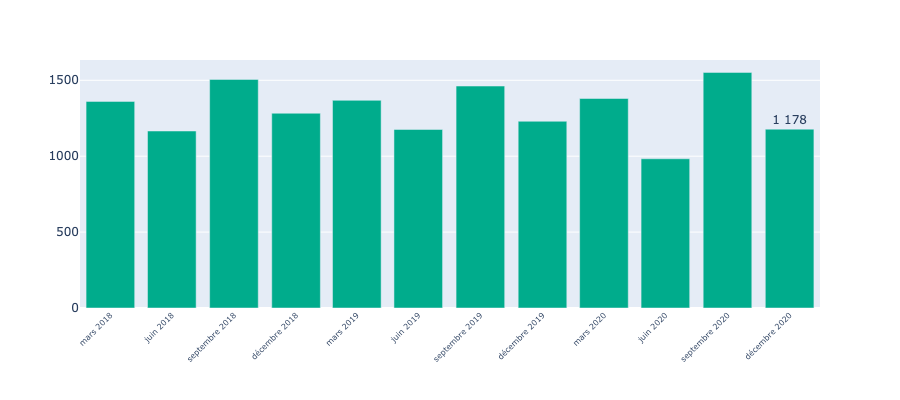 1500
1000
500
0
1 178
mars 2018
juin 2018
septembre 2018
décembre 2018
mars 2019
juin 2019
septembre 2019
décembre 2019
mars 2020
juin 2020
septembre 2020
décembre 2020